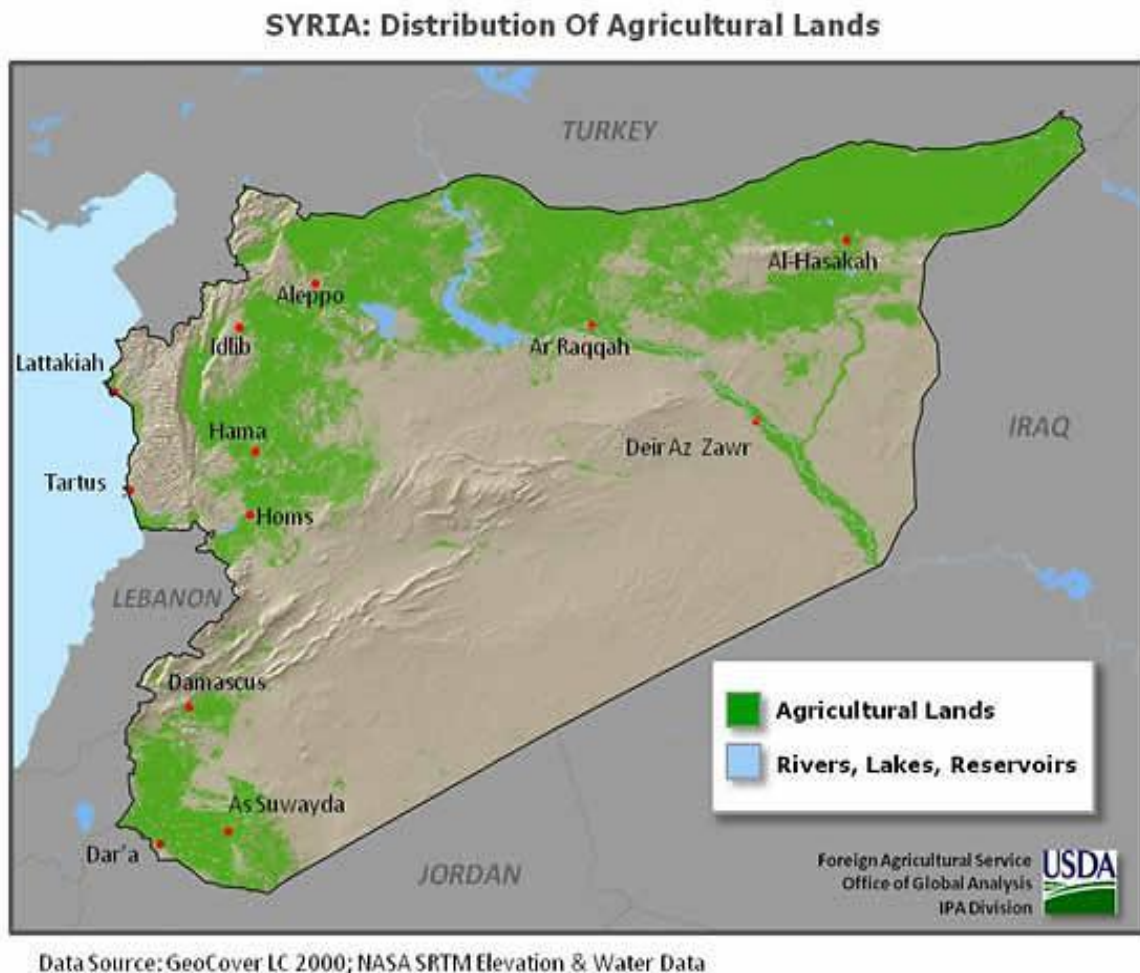 SYRIA: Distribution Of Agricultural Lands
TURKEY
Al-Hasakah
Aleppo
Idlib
Ar Raqqah
Lattakiah
IRAQ
Hama
Deir Az Zawr
Tartus
Homs
LEBANON
Damascus
Agricultural Lands
Rivers, Lakes, Reservoirs
As Suwayda
Dar'a
JORDAN
Foreign Agricultural Service
Office of Global Analysis
IPA Division
USDA
Data Source: GeoCover LC 2000; NASA SRTM Elevation & Water Data